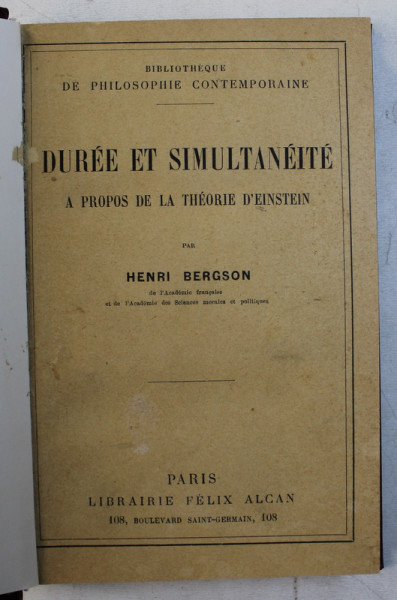 BIBLIOTHÈQUE
DE PHILOSOPHIE CONTEMPORAINE
DURÉE ET SIMULTANÉITÉ
A PROPOS DE LA THÉORIE D'EINSTEIN
PAR
HENRI BERGSON
de l'Académie française
et de l'Académie des Sciences morales et politiques
PARIS
LIBRAIRIE FÉLIX ALCAN
108, BOULEVARD SAINT-GERMAIN, 108